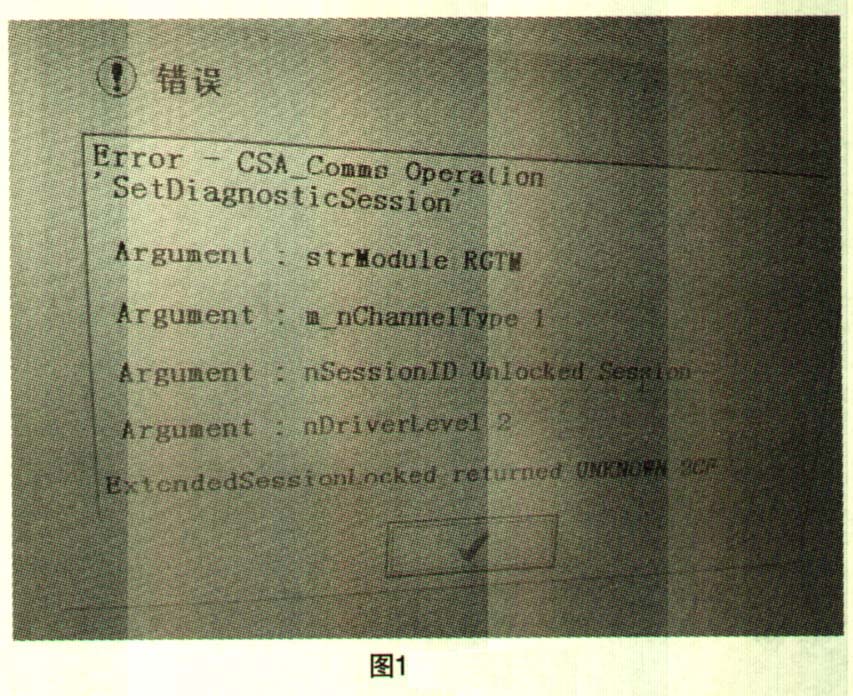 错误
Error - CSA_Comms Operation
'SetDiagnosticSession'
Argument : strModule RCTM
Argument : m_nChannelType 1
Argument : nSessionID Unlocked Session
Argument : nDriverLevel 2
ExtendedSessionLocked returned UNKNOWN
图1